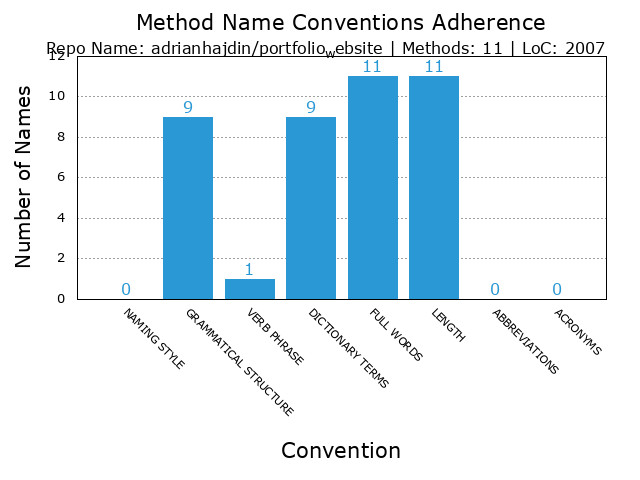 Method Name Conventions Adherence
Repo Name: adrianhajdin/portfolio_website | Methods: 11 | LoC: 2007
12
10
8
6
4
2
0
Number of Names
0
9
1
9
11
11
0
0
NAMING STYLE
GRAMMATICAL STRUCTURE
VERB PHRASE
DICTIONARY TERMS
FULL WORDS
LENGTH
ABBREVIATIONS
ACRONYMS
Convention